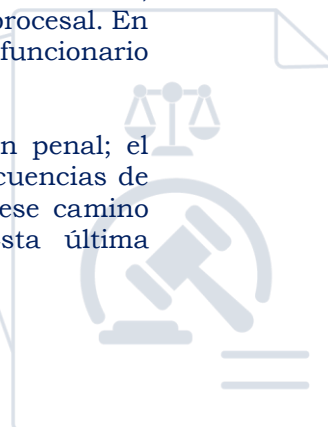 procesal. En
funcionario
n penal; el
cuencias de
ese camino
sta última